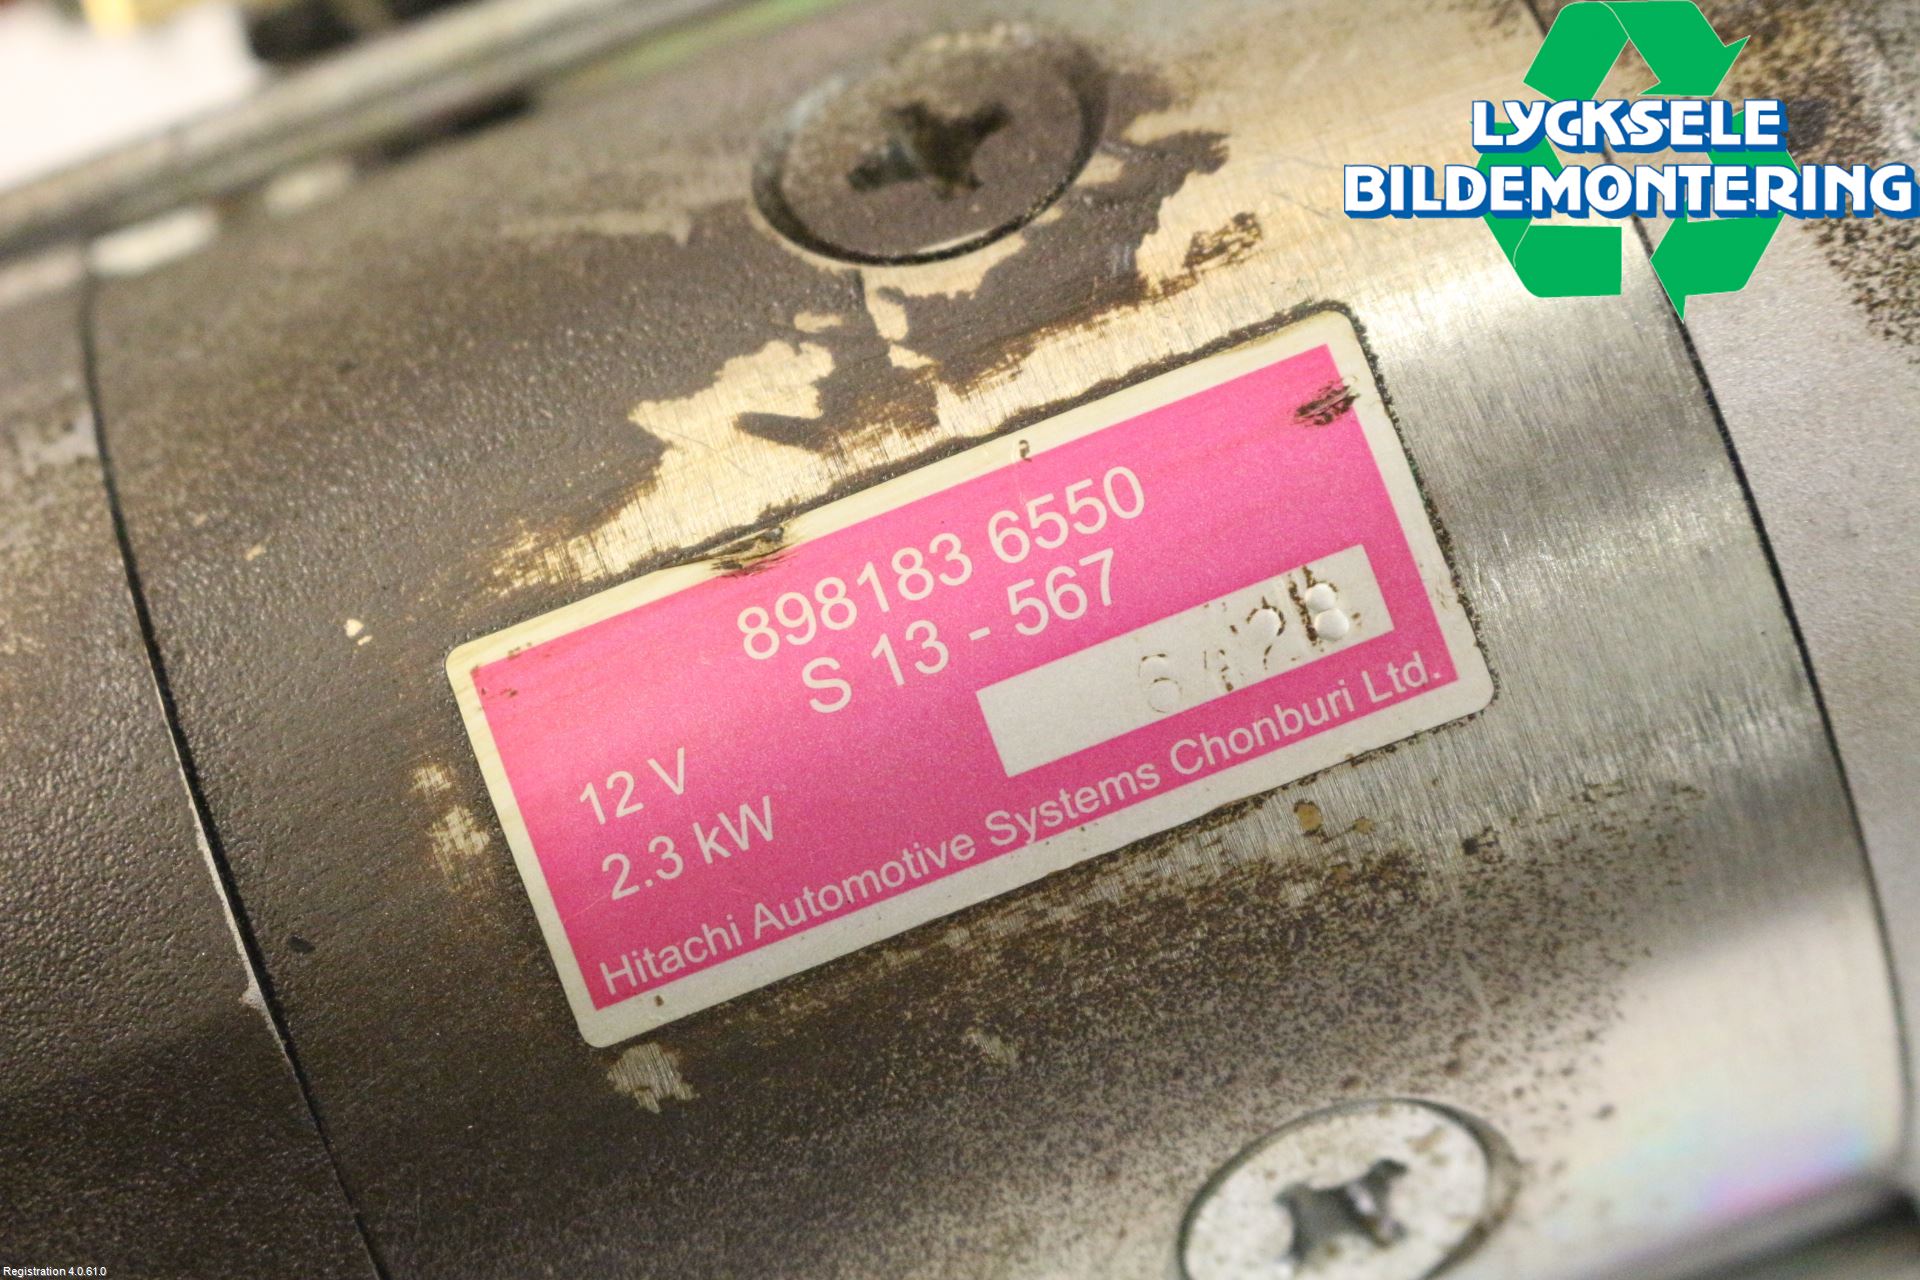 LYCKSELE
BILDEMONTERING
898183 6550
S 13 - 567
12 V
2.3 kW
Hitachi Automotive Systems Chonburi Ltd.
Registration 4.0.61.0